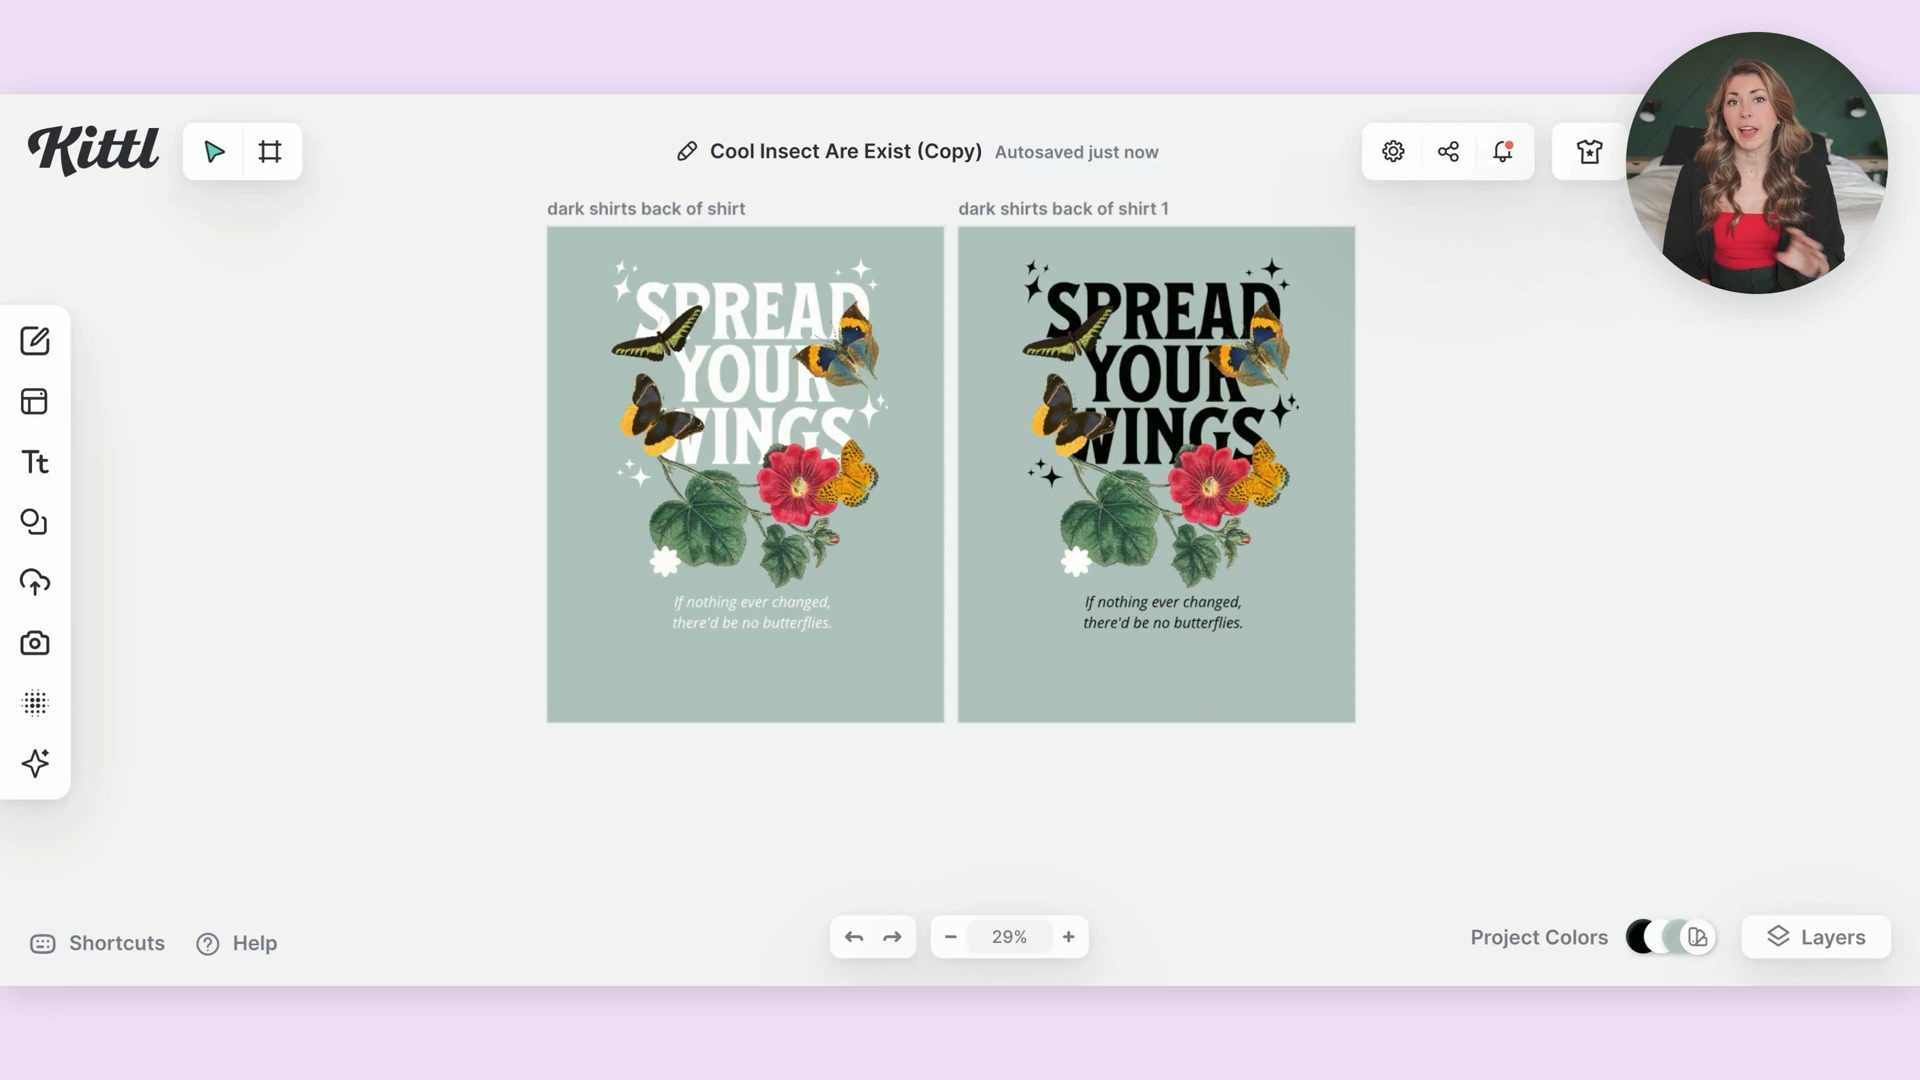 Kittl
Cool Insect Are Exist (Copy) Autosaved just now
dark shirts back of shirt
dark shirts back of shirt 1
SPREAD
YOUR
WINGS
If nothing ever changed,
there'd be no butterflies.
SPREAD
YOUR
WINGS
If nothing ever changed,
there'd be no butterflies.
Tt
Shortcuts
Help
29%
Project Colors
Layers